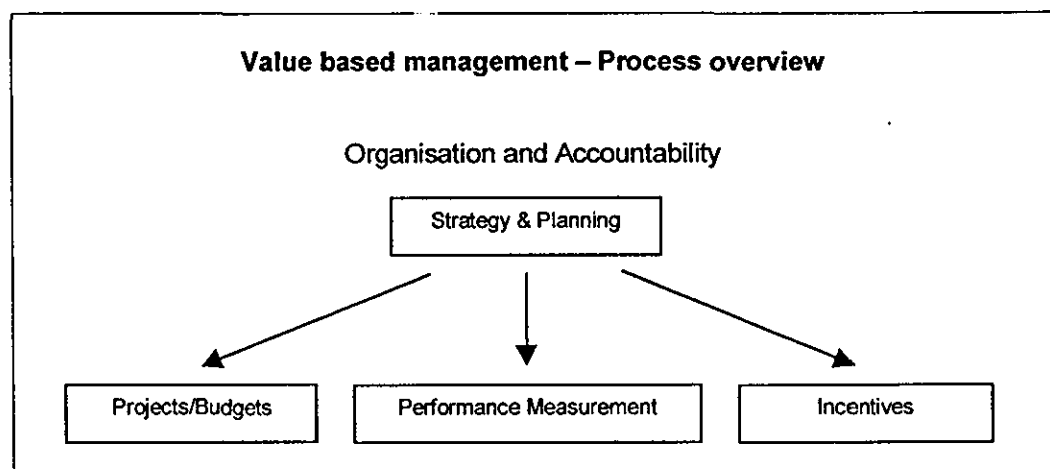 Value based management – Process overview
Organisation and Accountability
Strategy & Planning
Projects/Budgets
Performance Measurement
Incentives